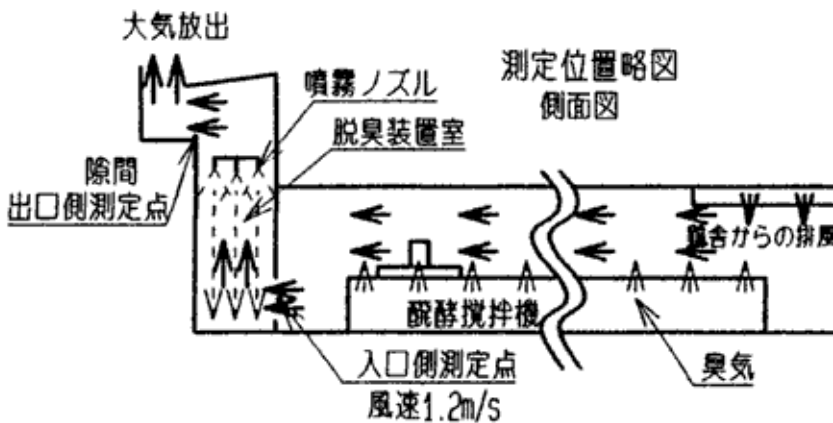 大気放出
測定位置略図
側面図
噴霧ノズル
脱臭装置室
隙間
出口側測定点
舎からの排風
醗酵撹拌機
入口側測定点
風速1.2m/s
臭気